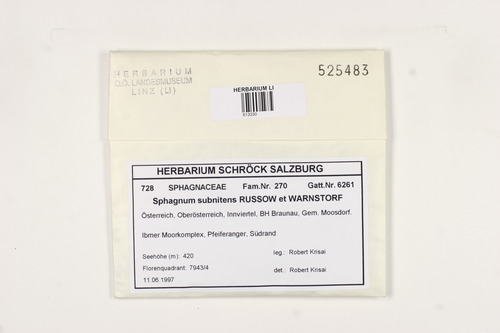 HERBARIUM
O.Ö. LANDESMUSEUM
LINZ (LI)
525483
HERBARIUM LI
HERBARIUM SCHRÖCK SALZBURG
728 SPHAGNACEAE Fam.Nr. 270 Gatt.Nr. 6261
Sphagnum subnitens RUSSOW et WARNSTORF
Österreich, Oberösterreich, Innviertel, BH Braunau, Gem. Moosdorf.
Ibmer Moorkomplex, Pfeiferanger, Südrand
Seehöhe (m): 420 leg.: Robert Krisai
Florenquadrant: 7943/4
11.06.1997 det.: Robert Krisai